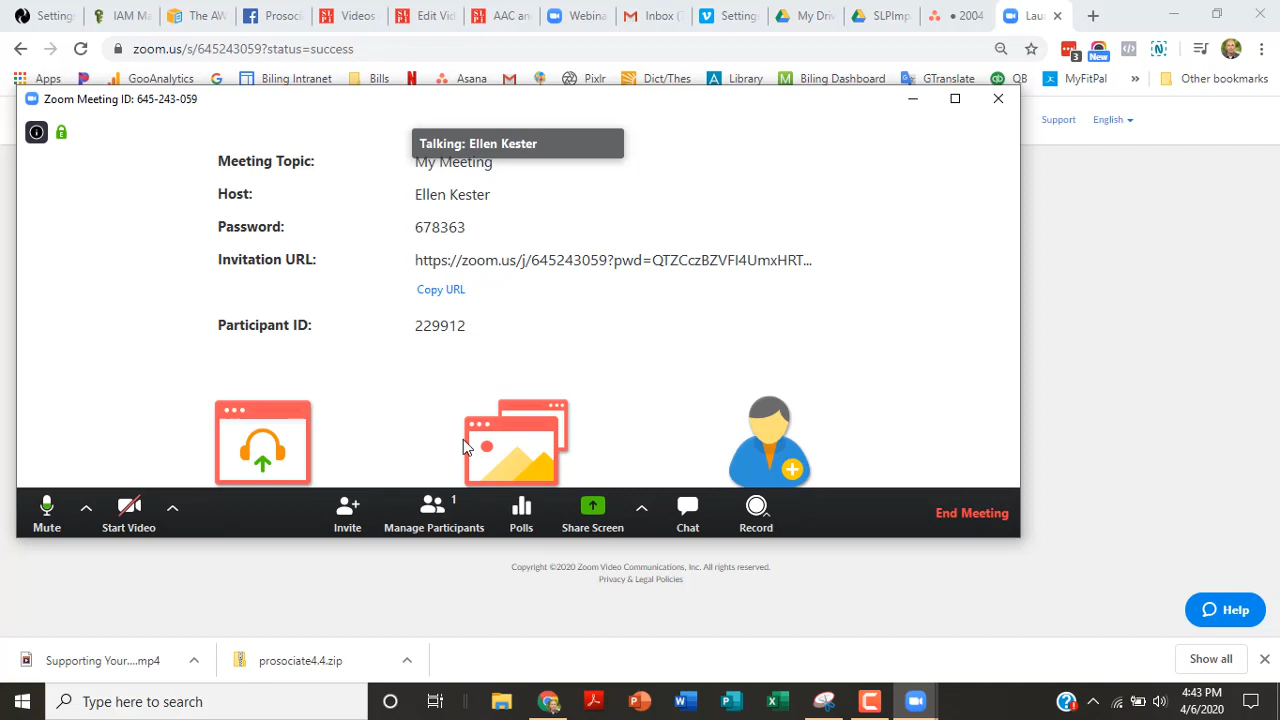 Setting
IAM Ma
The AW
Prosoci
Videos
Edit Vid
AAC an
Webina
Inbox (
Setting
My Driv
SLPImp
• 2004
Lau
zoom.us/s/645243059?status=success
3
New
Apps
GooAnalytics
Biling Intranet
Bills
Asana
Pixlr
Dict/Thes
Library
Biling Dashboard
GTranslate
QB
MyFitPal
»
Other bookmarks
Zoom Meeting ID: 645-243-059
Support
English
Talking: Ellen Kester
Meeting Topic:
My Meeting
Host:
Ellen Kester
Password:
678363
Invitation URL:
https://zoom.us/j/645243059?pwd=QTZCczBZVFI4UmxHRT...
Copy URL
Participant ID:
229912
1
Mute
Start Video
Invite
Manage Participants
Polls
Share Screen
Chat
Record
End Meeting
Copyright ©2020 Zoom Video Communications, Inc. All rights reserved.
Privacy & Legal Policies
Help
Supporting Your....mp4
prosociate4.4.zip
Show all
Type here to search
4:43 PM
4/6/2020